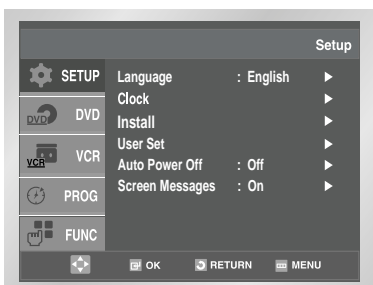 Setup
SETUP
DVD DVD
VCR VCR
PROG
FUNC
Language : English
Clock
Install
User Set
Auto Power Off : Off
Screen Messages : On
OK RETURN MENU